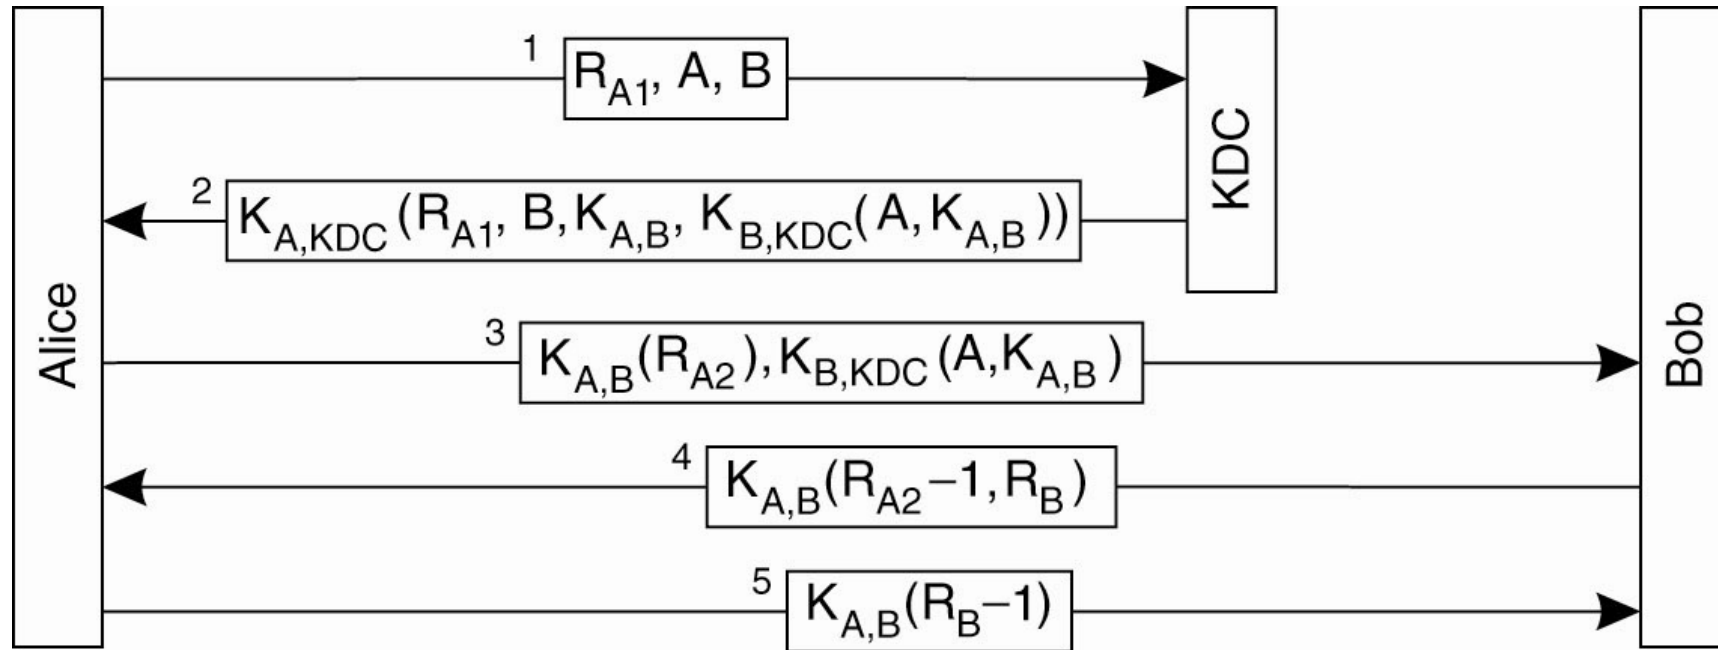 Alice
KDC
Bob
1
R_A1, A, B
2
K_A,KDC(R_A1, B, K_A,B, K_B,KDC(A, K_A,B))
3
K_A,B(R_A2), K_B,KDC(A, K_A,B)
4
K_A,B(R_A2–1, R_B)
5
K_A,B(R_B–1)